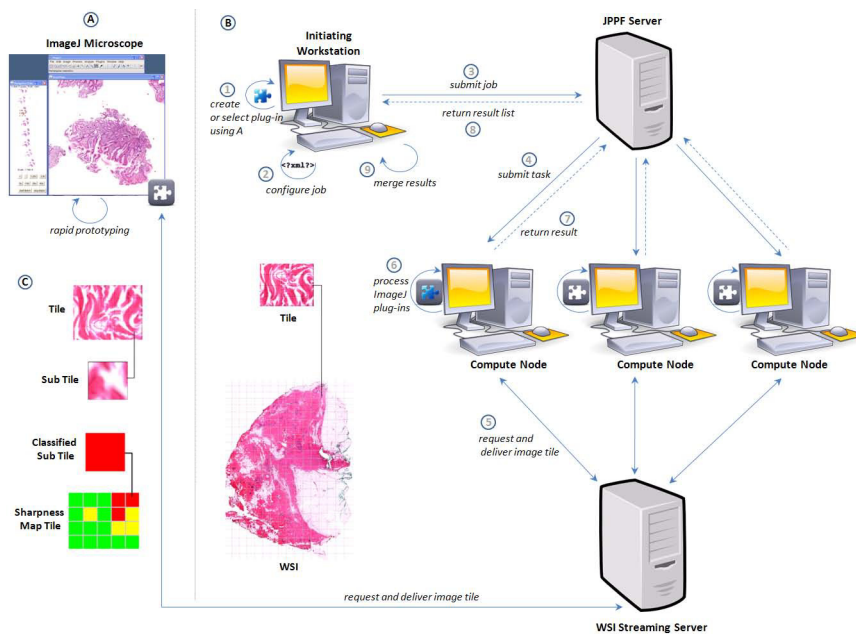 A
ImageJ Microscope
rapid prototyping
B
Initiating
Workstation
JPPF Server
1
create
or select plug-in
using A
3
submit job
return result list
8
<?xml?>
2
configure job
9
merge results
4
submit task
7
return result
6
process
ImageJ
plug-ins
Compute Node
Compute Node
Compute Node
C
Tile
Sub Tile
Classified
Sub Tile
Sharpness
Map Tile
Tile
WSI
5
request and
deliver image tile
request and deliver image tile
WSI Streaming Server